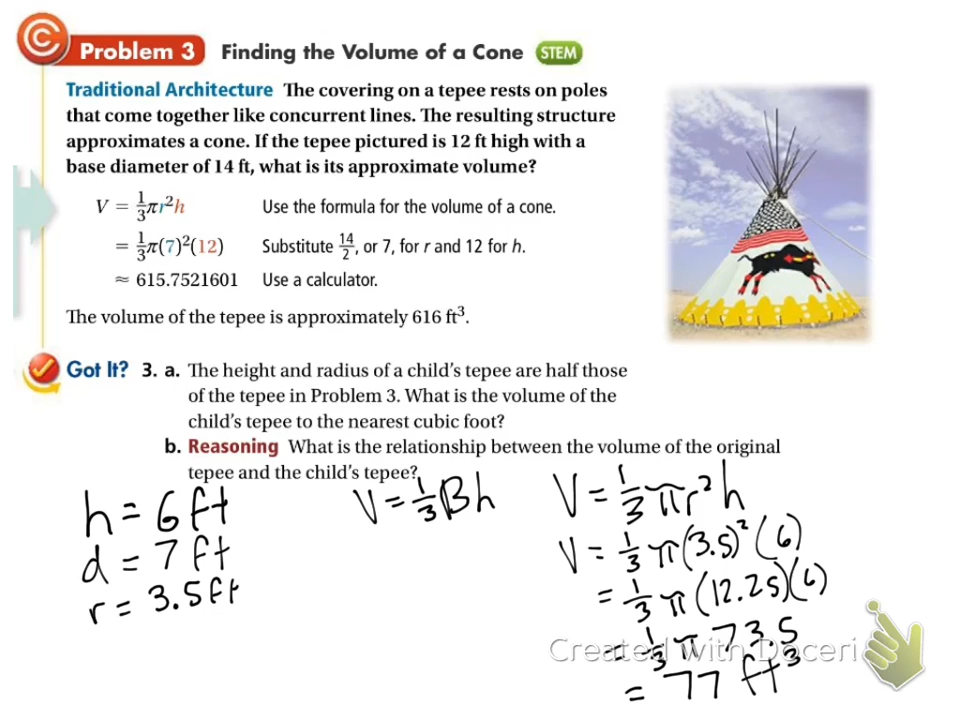 Problem 3 Finding the Volume of a Cone STEM
Traditional Architecture The covering on a tepee rests on poles
that come together like concurrent lines. The resulting structure
approximates a cone. If the tepee pictured is 12 ft high with a
base diameter of 14 ft, what is its approximate volume?
V = 1/3πr²h Use the formula for the volume of a cone.
= 1/3π(7)²(12) Substitute 14/2, or 7, for r and 12 for h.
≈ 615.7521601 Use a calculator.
The volume of the tepee is approximately 616 ft³.
Got It? 3. a. The height and radius of a child's tepee are half those
of the tepee in Problem 3. What is the volume of the
child's tepee to the nearest cubic foot?
b. Reasoning What is the relationship between the volume of the original
tepee and the child's tepee?
h = 6 ft
d = 7 ft
r = 3.5 ft
V = 1/3 Bh
V = 1/3 πr² h
V = 1/3 π (3.5)² (6)
= 1/3 π (12.25)(6)
= 1/3 π 73.5
= 77 ft³
Created with Doceri